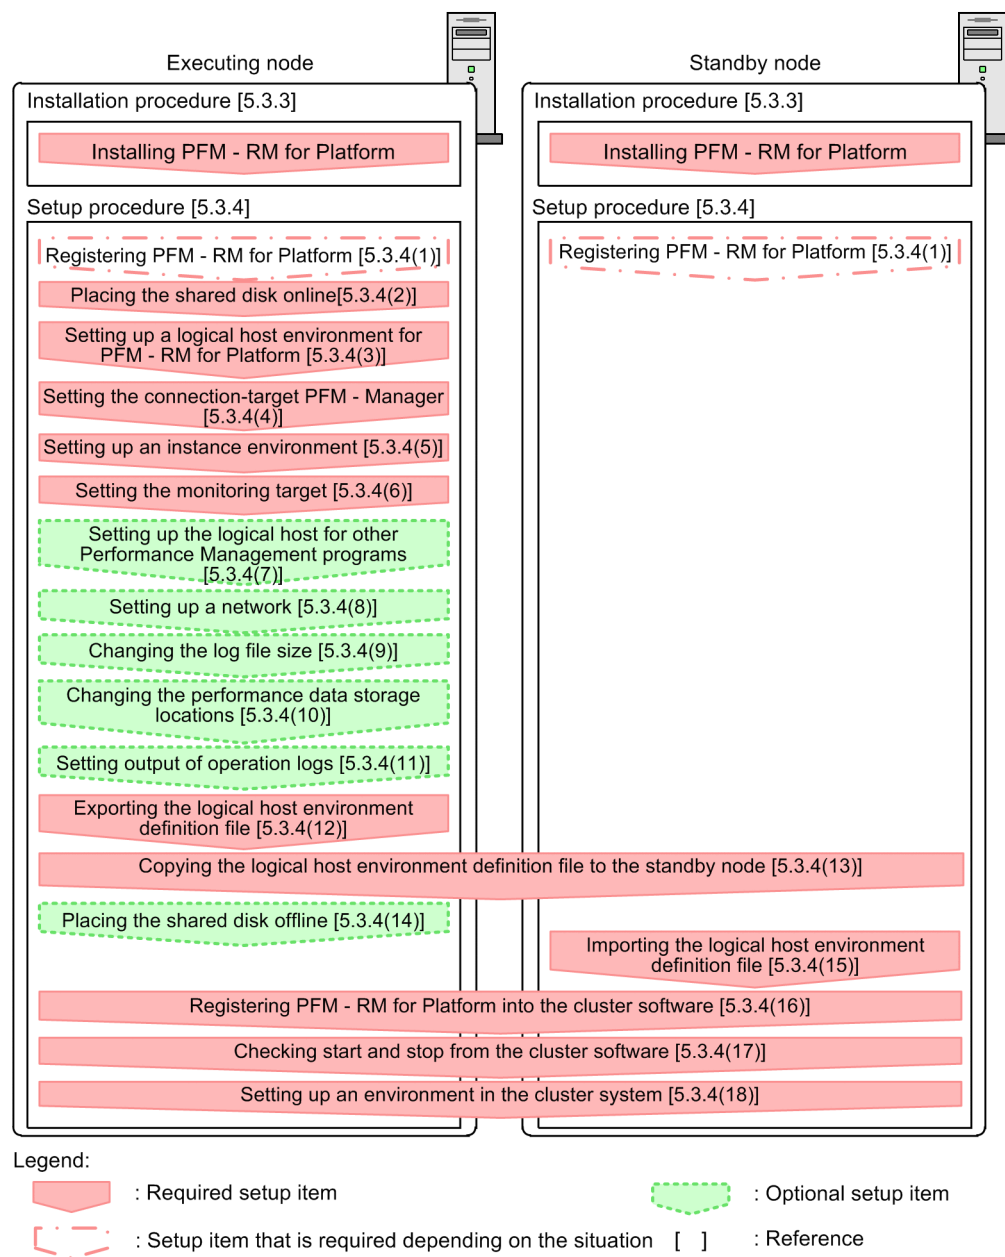 Executing node
Standby node
Installation procedure [5.3.3]
Installation procedure [5.3.3]
Installing PFM - RM for Platform
Installing PFM - RM for Platform
Setup procedure [5.3.4]
Setup procedure [5.3.4]
Registering PFM - RM for Platform [5.3.4(1)]
Registering PFM - RM for Platform [5.3.4(1)]
Placing the shared disk online[5.3.4(2)]
Setting up a logical host environment for
PFM - RM for Platform [5.3.4(3)]
Setting the connection-target PFM - Manager
[5.3.4(4)]
Setting up an instance environment [5.3.4(5)]
Setting the monitoring target [5.3.4(6)]
Setting up the logical host for other
Performance Management programs
[5.3.4(7)]
Setting up a network [5.3.4(8)]
Changing the log file size [5.3.4(9)]
Changing the performance data storage
locations [5.3.4(10)]
Setting output of operation logs [5.3.4(11)]
Exporting the logical host environment
definition file [5.3.4(12)]
Copying the logical host environment definition file to the standby node [5.3.4(13)]
Placing the shared disk offline [5.3.4(14)]
Importing the logical host environment
definition file [5.3.4(15)]
Registering PFM - RM for Platform into the cluster software [5.3.4(16)]
Checking start and stop from the cluster software [5.3.4(17)]
Setting up an environment in the cluster system [5.3.4(18)]
Legend:
: Required setup item
: Optional setup item
: Setup item that is required depending on the situation
[ ] : Reference